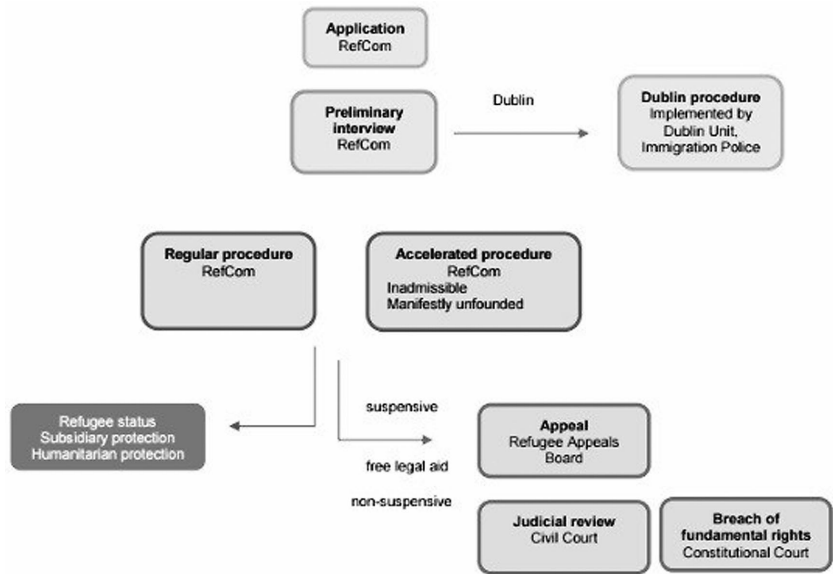 Application
RefCom
Preliminary
interview
RefCom
Dublin
Dublin procedure
Implemented by
Dublin Unit,
Immigration Police
Regular procedure
RefCom
Accelerated procedure
RefCom
Inadmissible
Manifestly unfounded
Refugee status
Subsidiary protection
Humanitarian protection
suspensive
free legal aid
non-suspensive
Appeal
Refugee Appeals
Board
Judicial review
Civil Court
Breach of
fundamental rights
Constitutional Court